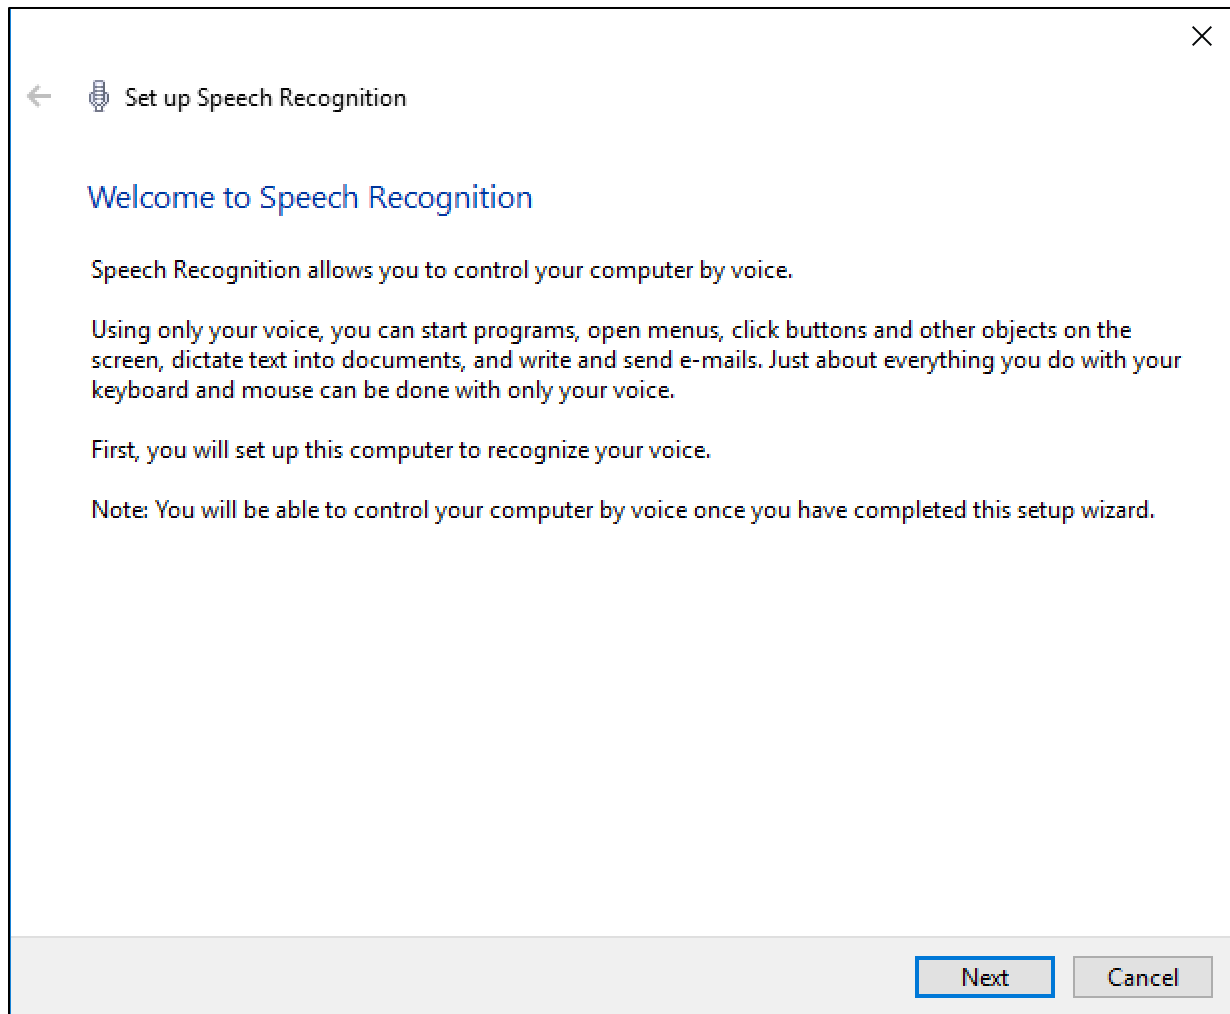 Set up Speech Recognition
Welcome to Speech Recognition
Speech Recognition allows you to control your computer by voice.
Using only your voice, you can start programs, open menus, click buttons and other objects on the
screen, dictate text into documents, and write and send e-mails. Just about everything you do with your
keyboard and mouse can be done with only your voice.
First, you will set up this computer to recognize your voice.
Note: You will be able to control your computer by voice once you have completed this setup wizard.
Next
Cancel